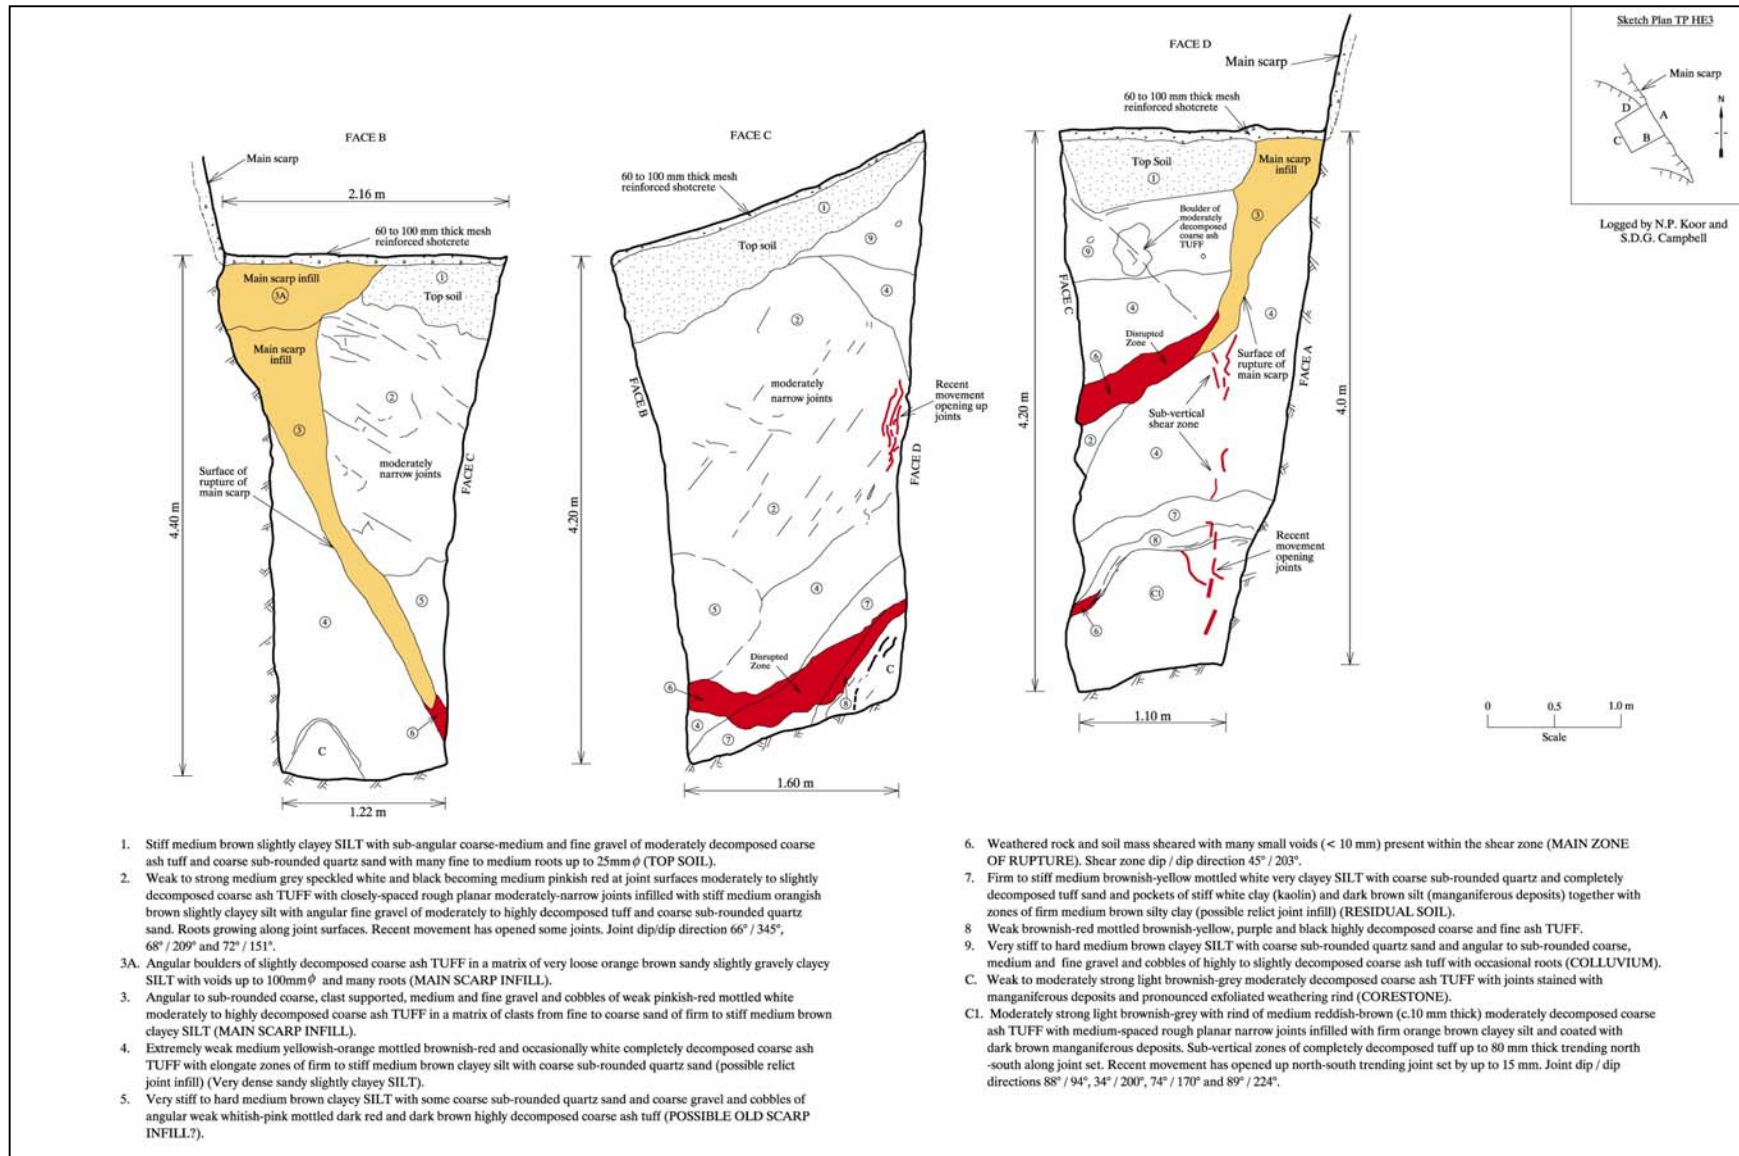 FACE B
Main scarp
2.16 m
60 to 100 mm thick mesh
reinforced shotcrete
Main scarp infill
3A
1
Top soil
Main scarp
infill
2
3
moderately
narrow joints
Surface of
rupture of
main scarp
FACE C
4.40 m
5
4
6
C
1.22 m
FACE C
60 to 100 mm thick mesh
reinforced shotcrete
1
Top soil
9
4
2
FACE B
moderately
narrow joints
Recent
movement
opening up
joints
FACE D
4.20 m
2
4
5
7
Disrupted
Zone
6
C
8
4
7
1.60 m
FACE D
Main scarp
60 to 100 mm thick mesh
reinforced shotcrete
Top Soil
1
Main scarp
infill
Boulder of
moderately
decomposed
coarse ash
TUFF
3
9
FACE C
4
4
Disrupted
Zone
6
Surface of
rupture of
main scarp
FACE A
4.20 m
4.0 m
Sub-vertical
shear zone
2
4
7
8
Recent
movement
opening
joints
C1
6
1.10 m
Sketch Plan TP HE3
Main scarp
D
A
N
C
B
Logged by N.P. Koor and
S.D.G. Campbell
0 0.5 1.0 m
Scale
1. Stiff medium brown slightly clayey SILT with sub-angular coarse-medium and fine gravel of moderately decomposed coarse
ash tuff and coarse sub-rounded quartz sand with many fine to medium roots up to 25mm ϕ (TOP SOIL).
2. Weak to strong medium grey speckled white and black becoming medium pinkish red at joint surfaces moderately to slightly
decomposed coarse ash TUFF with closely-spaced rough planar moderately-narrow joints infilled with stiff medium orangish
brown slightly clayey silt with angular fine gravel of moderately to highly decomposed tuff and coarse sub-rounded quartz
sand. Roots growing along joint surfaces. Recent movement has opened some joints. Joint dip/dip direction 66° / 345°,
68° / 209° and 72° / 151°.
3A. Angular boulders of slightly decomposed coarse ash TUFF in a matrix of very loose orange brown sandy slightly gravely clayey
SILT with voids up to 100mm ϕ and many roots (MAIN SCARP INFILL).
3. Angular to sub-rounded coarse, clast supported, medium and fine gravel and cobbles of weak pinkish-red mottled white
moderately to highly decomposed coarse ash TUFF in a matrix of clasts from fine to coarse sand of firm to stiff medium brown
clayey SILT (MAIN SCARP INFILL).
4. Extremely weak medium yellowish-orange mottled brownish-red and occasionally white completely decomposed coarse ash
TUFF with elongate zones of firm to stiff medium brown clayey silt with coarse sub-rounded quartz sand (possible relict
joint infill) (Very dense sandy slightly clayey SILT).
5. Very stiff to hard medium brown clayey SILT with some coarse sub-rounded quartz sand and coarse gravel and cobbles of
angular weak whitish-pink mottled dark red and dark brown highly decomposed coarse ash tuff (POSSIBLE OLD SCARP
INFILL?).
6. Weathered rock and soil mass sheared with many small voids (< 10 mm) present within the shear zone (MAIN ZONE
OF RUPTURE). Shear zone dip / dip direction 45° / 203°.
7. Firm to stiff medium brownish-yellow mottled white very clayey SILT with coarse sub-rounded quartz and completely
decomposed tuff sand and pockets of stiff white clay (kaolin) and dark brown silt (manganiferous deposits) together with
zones of firm medium brown silty clay (possible relict joint infill) (RESIDUAL SOIL).
8 Weak brownish-red mottled brownish-yellow, purple and black highly decomposed coarse and fine ash TUFF.
9. Very stiff to hard medium brown clayey SILT with coarse sub-rounded quartz sand and angular to sub-rounded coarse,
medium and fine gravel and cobbles of highly to slightly decomposed coarse ash tuff with occasional roots (COLLUVIUM).
C. Weak to moderately strong light brownish-grey moderately decomposed coarse ash TUFF with joints stained with
manganiferous deposits and pronounced exfoliated weathering rind (CORESTONE).
C1. Moderately strong light brownish-grey with rind of medium reddish-brown (c.10 mm thick) moderately decomposed coarse
ash TUFF with medium-spaced rough planar narrow joints infilled with firm orange brown clayey silt and coated with
dark brown manganiferous deposits. Sub-vertical zones of completely decomposed tuff up to 80 mm thick trending north
-south along joint set. Recent movement has opened up north-south trending joint set by up to 15 mm. Joint dip / dip
directions 88° / 94°, 34° / 200°, 74° / 170° and 89° / 224°.